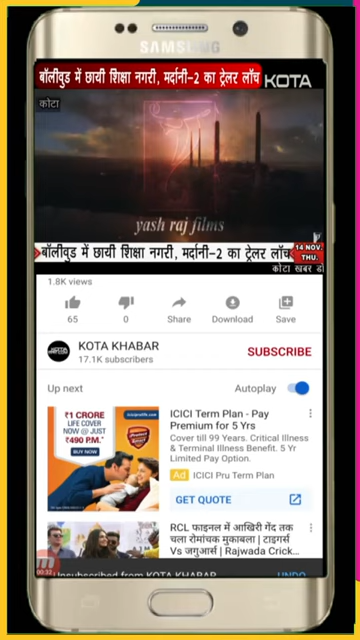 SAMSUNG
बॉलीवुड में छायी शिक्षा नगरी, मर्दानी-2 का ट्रेलर लॉंच
KOTA
कोटा
yash raj films
बॉलीवुड में छायी शिक्षा नगरी, मर्दानी-2 का ट्रेलर लॉंच
14 NOV.
THU.
कोटा खबर डॉ
1.8K views
65
0
Share
Download
Save
KOTA KHABAR
17.1K subscribers
SUBSCRIBE
Up next
Autoplay
₹1 CRORE
LIFE COVER
NOW @ JUST
₹490 P.M.*
BUY NOW
ICICI Term Plan - Pay
Premium for 5 Yrs
Cover till 99 Years. Critical Illness
& Terminal Illness Benefit. 5 Yr
Limited Pay Option.
Ad ICICI Pru Term Plan
GET QUOTE
RCL फाइनल में आखिरी गेंद तक
चला रोमांचक मुकाबला | टाइगर्स
Vs जगुआर्स | Rajwada Crick...
00:32
Unsubscribed from KOTA KHABAR
UNDO